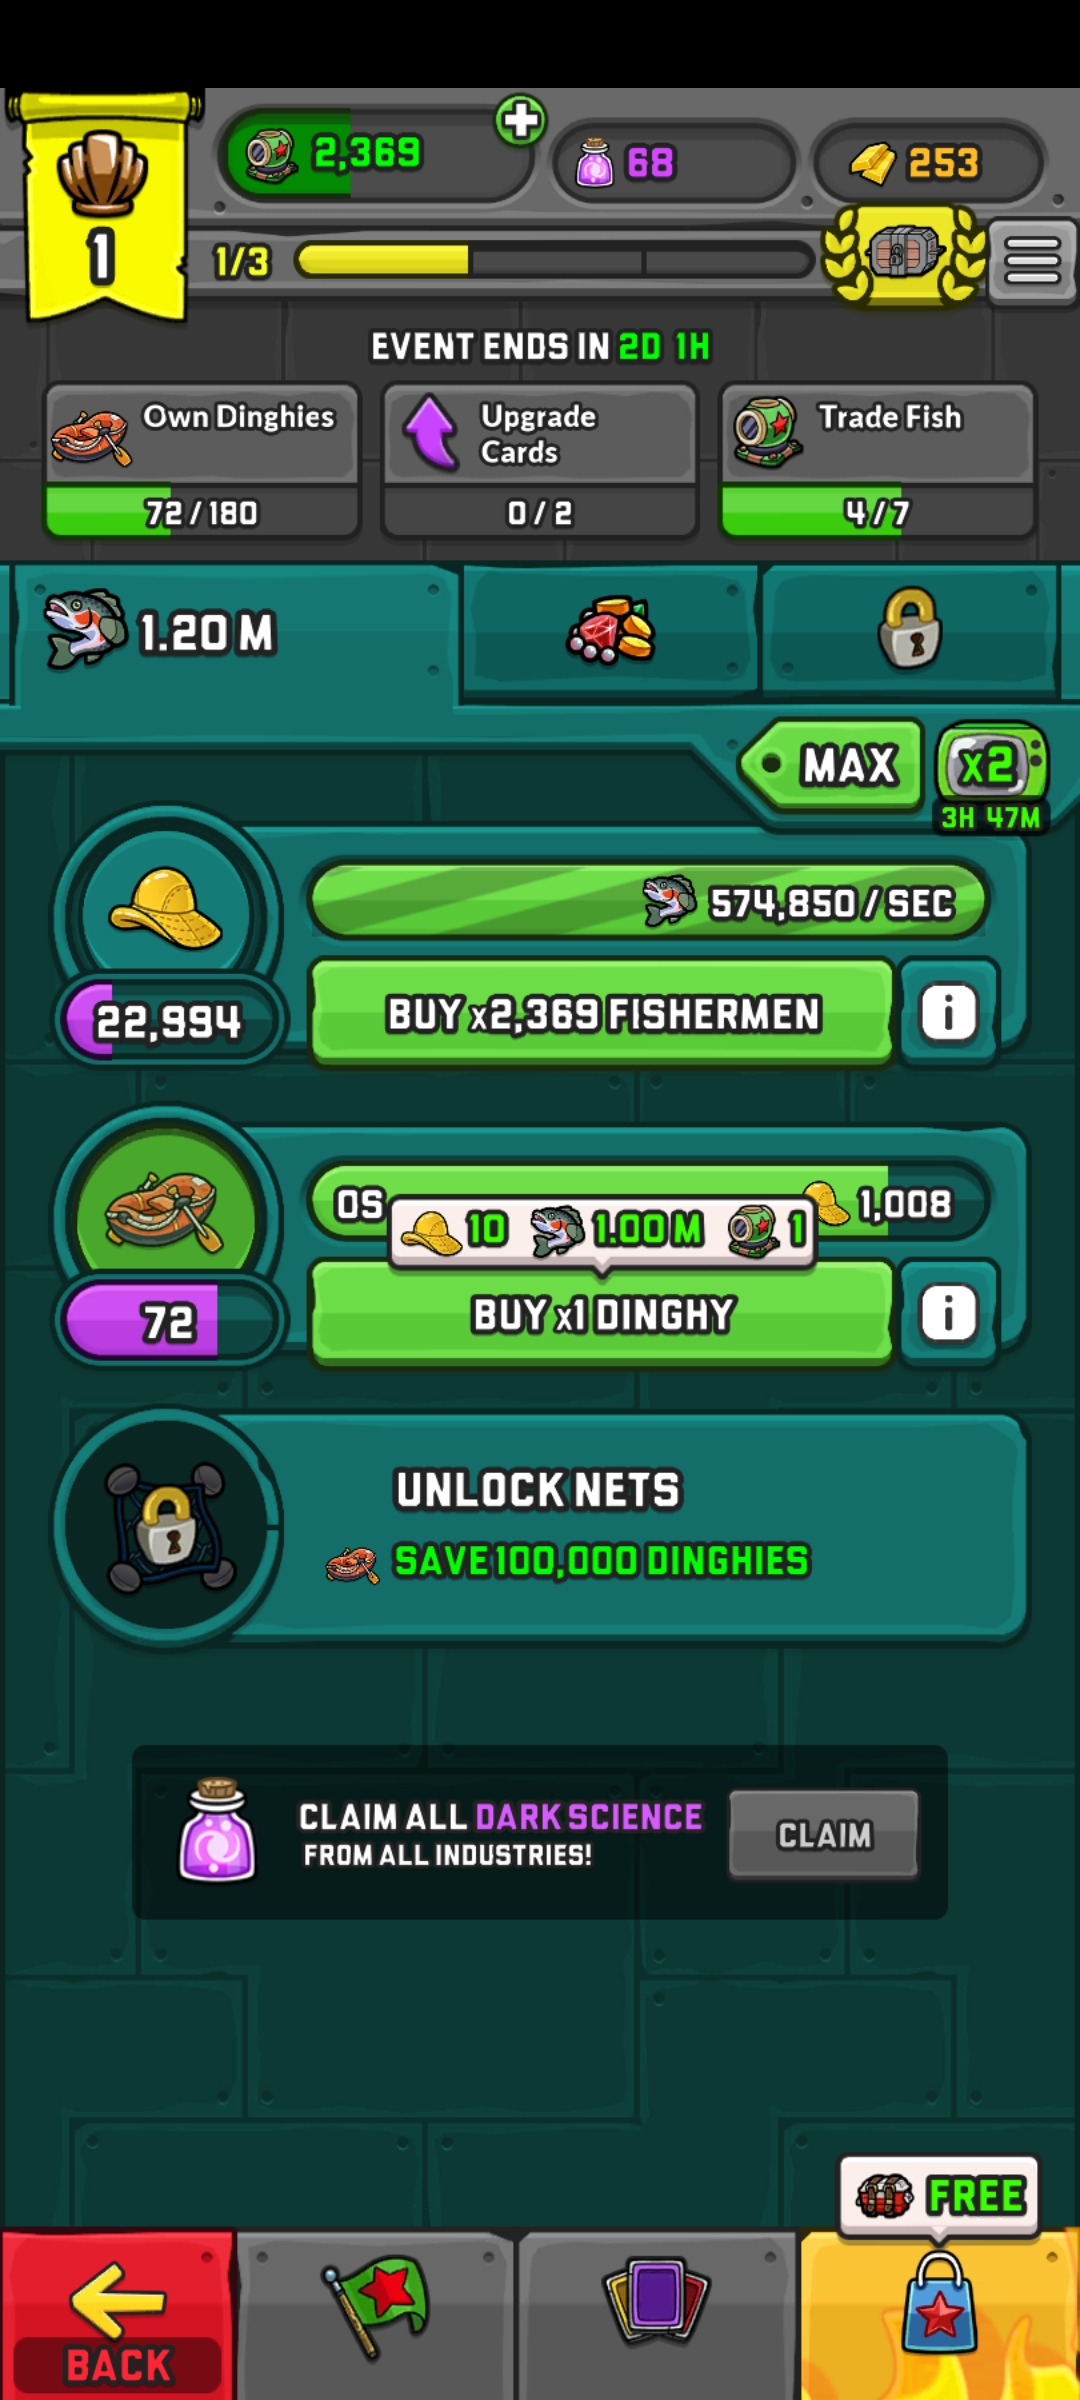 2,369
68
253
1
1/3
EVENT ENDS IN 2D 1H
Own Dinghies
72/180
Upgrade
Cards
0/2
Trade Fish
4/7
1.20 M
MAX
x2
3H 47M
574,850/SEC
22,994
BUY x2,369 FISHERMEN
i
0S
1,008
10
1.00 M
1
72
BUY x1 DINGHY
i
UNLOCK NETS
SAVE 100,000 DINGHIES
CLAIM ALL DARK SCIENCE
FROM ALL INDUSTRIES!
CLAIM
FREE
BACK